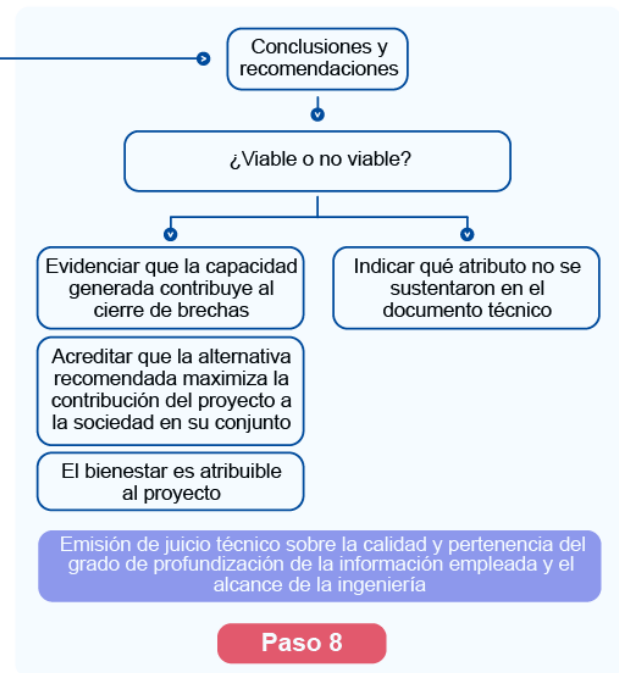 Conclusiones y
recomendaciones
¿Viable o no viable?
Evidenciar que la capacidad
generada contribuye al
cierre de brechas
Indicar qué atributo no se
sustentaron en el
documento técnico
Acreditar que la alternativa
recomendada maximiza la
contribución del proyecto a
la sociedad en su conjunto
El bienestar es atribuible
al proyecto
Emisión de juicio técnico sobre la calidad y pertenencia del
grado de profundización de la información empleada y el
alcance de la ingeniería
Paso 8